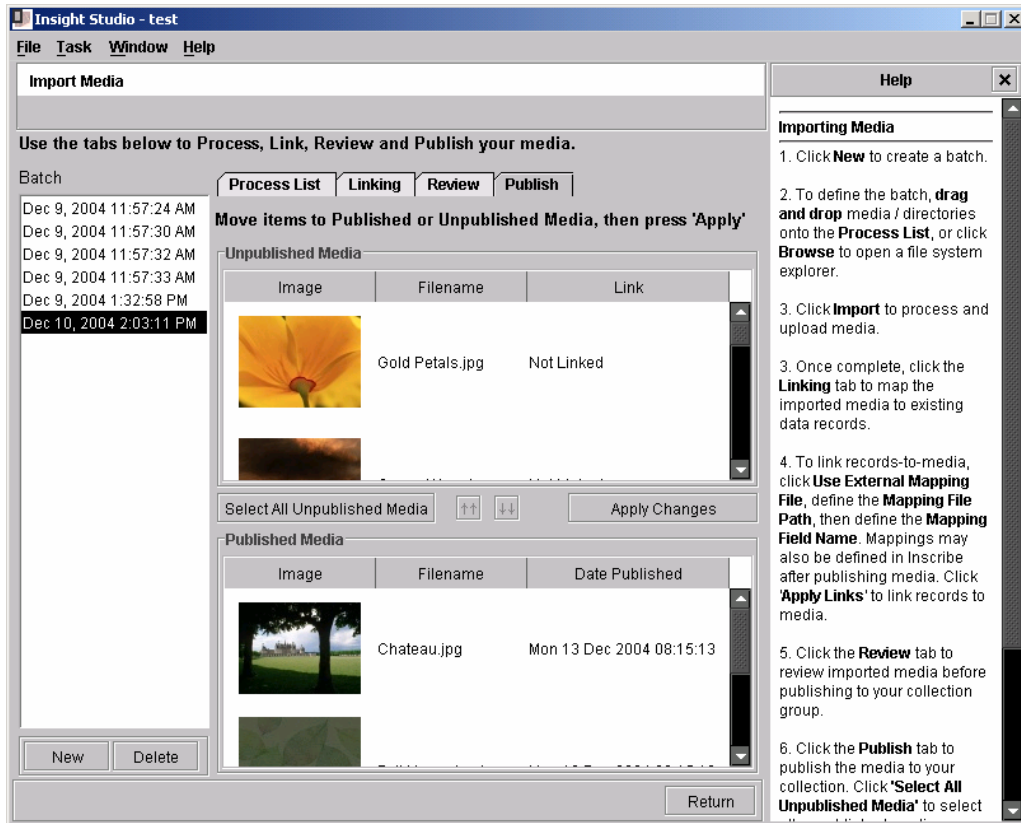 Insight Studio - test
File Task Window Help
Import Media
Use the tabs below to Process, Link, Review and Publish your media.
Batch
Dec 9, 2004 11:57:24 AM
Dec 9, 2004 11:57:30 AM
Dec 9, 2004 11:57:32 AM
Dec 9, 2004 11:57:33 AM
Dec 9, 2004 1:32:58 PM
Dec 10, 2004 2:03:11 PM
New Delete
Process List Linking Review Publish
Move items to Published or Unpublished Media, then press 'Apply'
Unpublished Media
Image Filename Link
Gold Petals.jpg Not Linked
Select All Unpublished Media Apply Changes
Published Media
Image Filename Date Published
Chateau.jpg Mon 13 Dec 2004 08:15:13
Return
Help
Importing Media
1. Click New to create a batch.
2. To define the batch, drag
and drop media / directories
onto the Process List, or click
Browse to open a file system
explorer.
3. Click Import to process and
upload media.
3. Once complete, click the
Linking tab to map the
imported media to existing
data records.
4. To link records-to-media,
click Use External Mapping
File, define the Mapping File
Path, then define the Mapping
Field Name. Mappings may
also be defined in Inscribe
after publishing media. Click
'Apply Links' to link records to
media.
5. Click the Review tab to
review imported media before
publishing to your collection
group.
6. Click the Publish tab to
publish the media to your
collection. Click 'Select All
Unpublished Media' to select